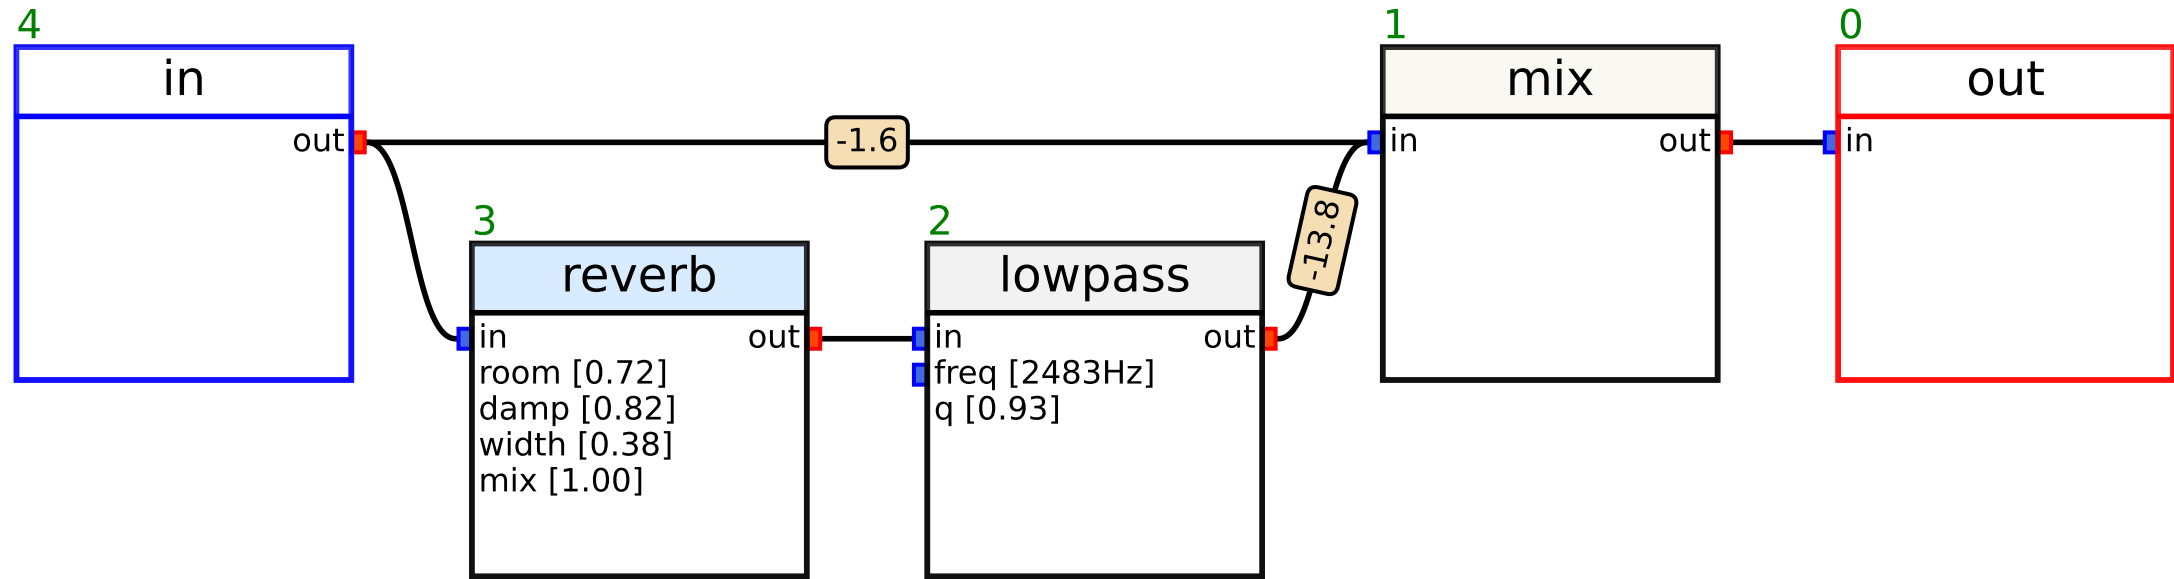 4
in
out
-1.6
3
reverb
in
out
room [0.72]
damp [0.82]
width [0.38]
mix [1.00]
2
lowpass
in
out
freq [2483Hz]
q [0.93]
-13.8
1
mix
in
out
0
out
in